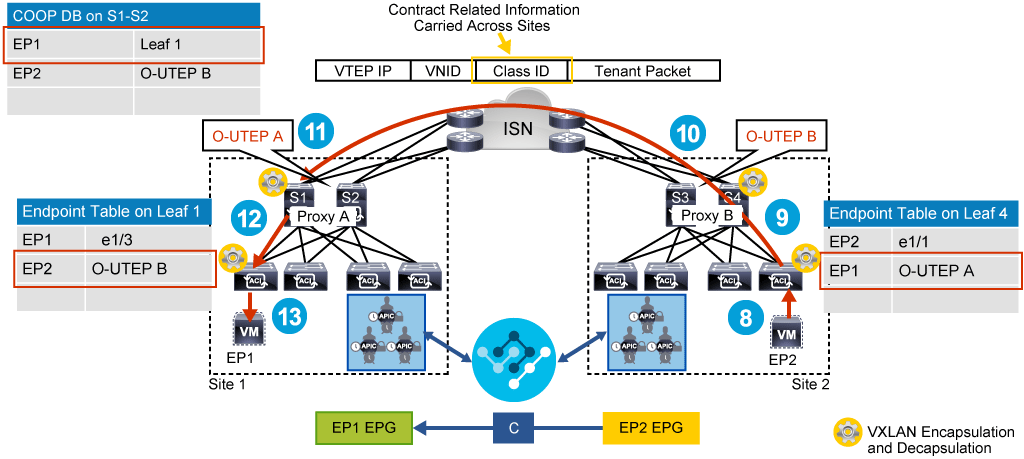 COOP DB on S1-S2
EP1 Leaf 1
EP2 O-UTEP B
Contract Related Information
Carried Across Sites
VTEP IP VNID Class ID Tenant Packet
ISN
O-UTEP A
11
10
O-UTEP B
S1 S2
Proxy A
S3 S4
Proxy B
12
9
Endpoint Table on Leaf 1
EP1 e1/3
EP2 O-UTEP B
Endpoint Table on Leaf 4
EP2 e1/1
EP1 O-UTEP A
ACI ACI ACI ACI
ACI ACI ACI ACI
13
8
VM
EP1
APIC
APIC APIC
APIC
APIC APIC
VM
EP2
Site 1
Site 2
EP1 EPG
C
EP2 EPG
VXLAN Encapsulation
and Decapsulation